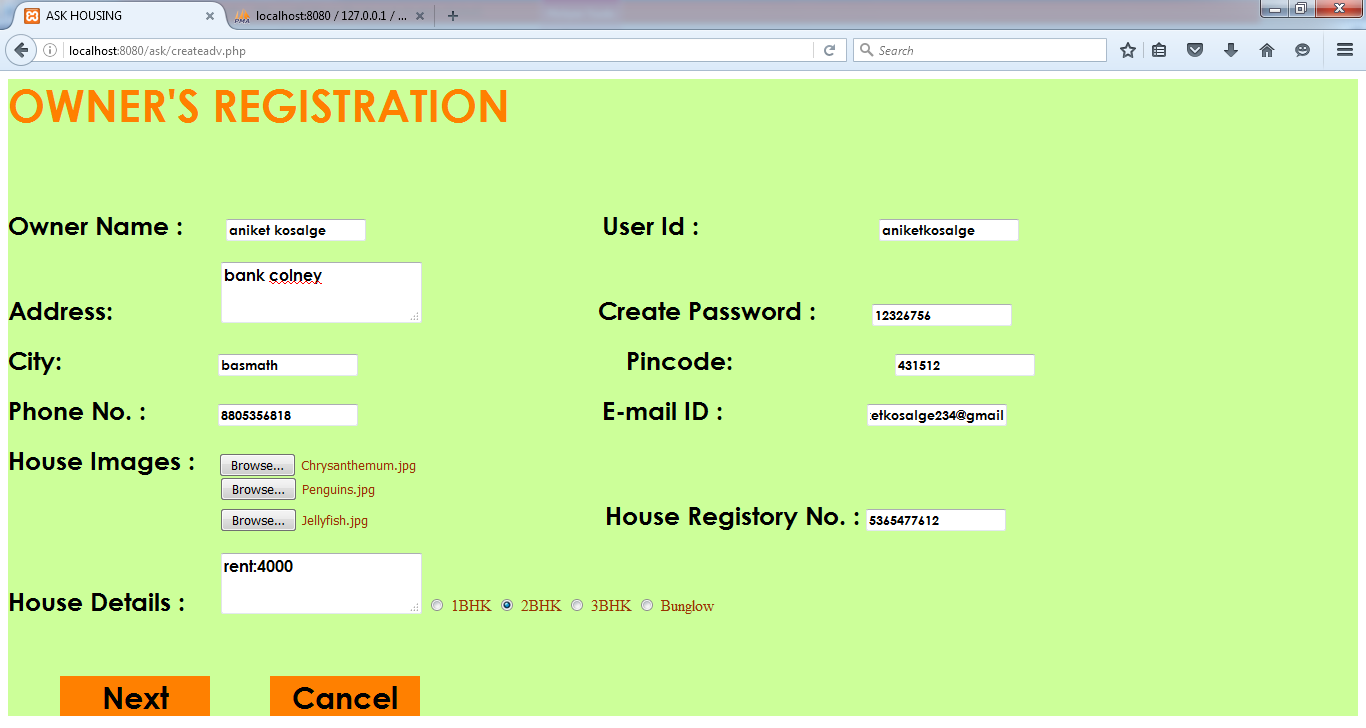 ASK HOUSING
localhost:8080 / 127.0.0.1 / ...
localhost:8080/ask/createadv.php
Search
OWNER'S REGISTRATION
Owner Name : aniket kosalge User Id : aniketkosalge
bank colney
Address: Create Password : 12326756
City: basmath Pincode: 431512
Phone No. : 8805356818 E-mail ID : etkosalge234@gmail
House Images : Browse... Chrysanthemum.jpg
Browse... Penguins.jpg
Browse... Jellyfish.jpg House Registory No. : 5365477612
rent:4000
House Details : 1BHK 2BHK 3BHK Bunglow
Next Cancel